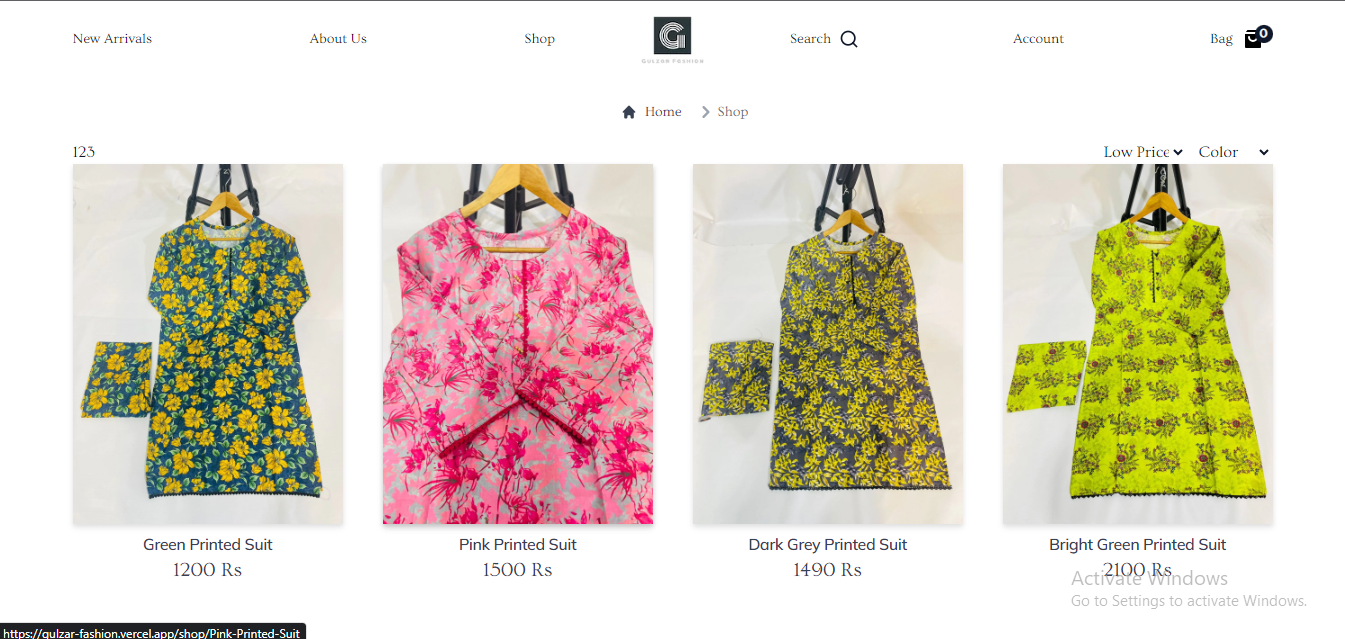 New Arrivals About Us Shop G Search Account Bag 0
GULZAR FASHION
Home Shop
123 Low Price Color
Green Printed Suit Pink Printed Suit Dark Grey Printed Suit Bright Green Printed Suit
1200 Rs 1500 Rs 1490 Rs 2100 Rs
Activate Windows
Go to Settings to activate Windows.
https://gulzar-fashion.vercel.app/shop/Pink-Printed-Suit